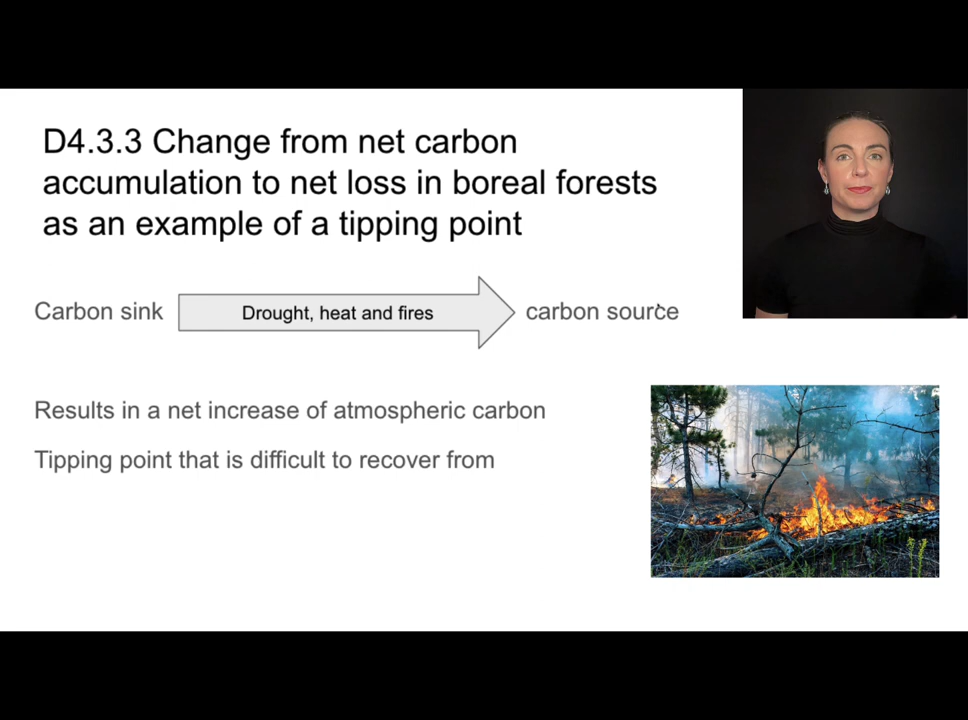 D4.3.3 Change from net carbon
accumulation to net loss in boreal forests
as an example of a tipping point
Carbon sink
Drought, heat and fires
carbon source
Results in a net increase of atmospheric carbon
Tipping point that is difficult to recover from